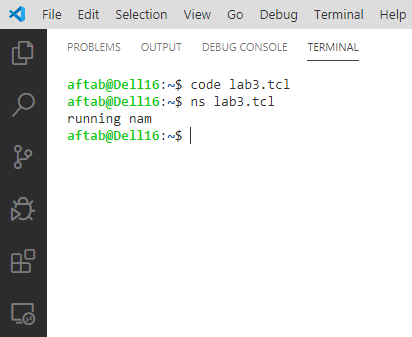 File Edit Selection View Go Debug Terminal Help
PROBLEMS OUTPUT DEBUG CONSOLE TERMINAL
aftab@Dell16:~$ code lab3.tcl
aftab@Dell16:~$ ns lab3.tcl
running nam
aftab@Dell16:~$